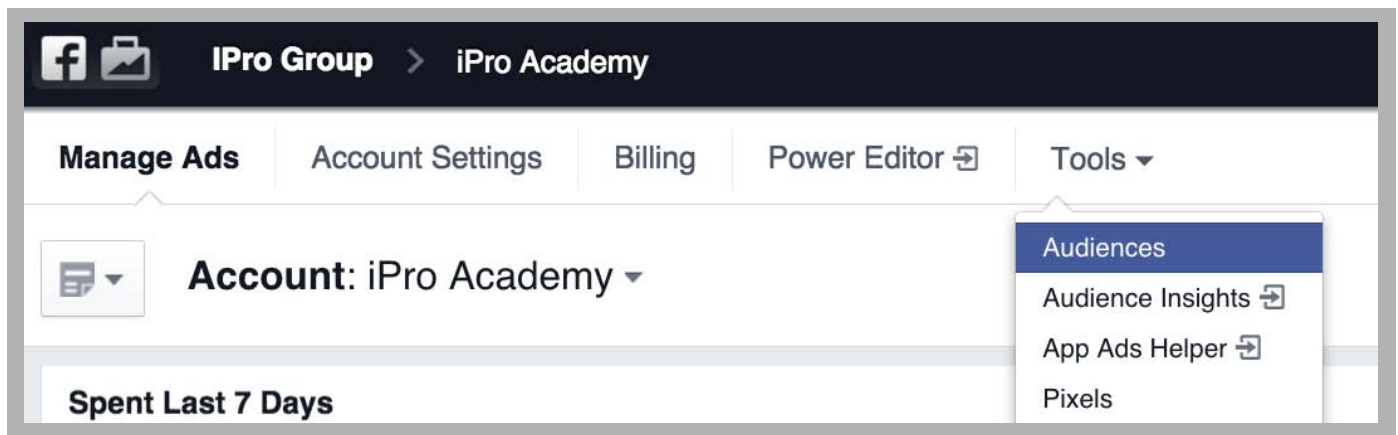 IPro Group > iPro Academy
Manage Ads Account Settings Billing Power Editor Tools
Account: iPro Academy
Audiences
Audience Insights
App Ads Helper
Pixels
Spent Last 7 Days